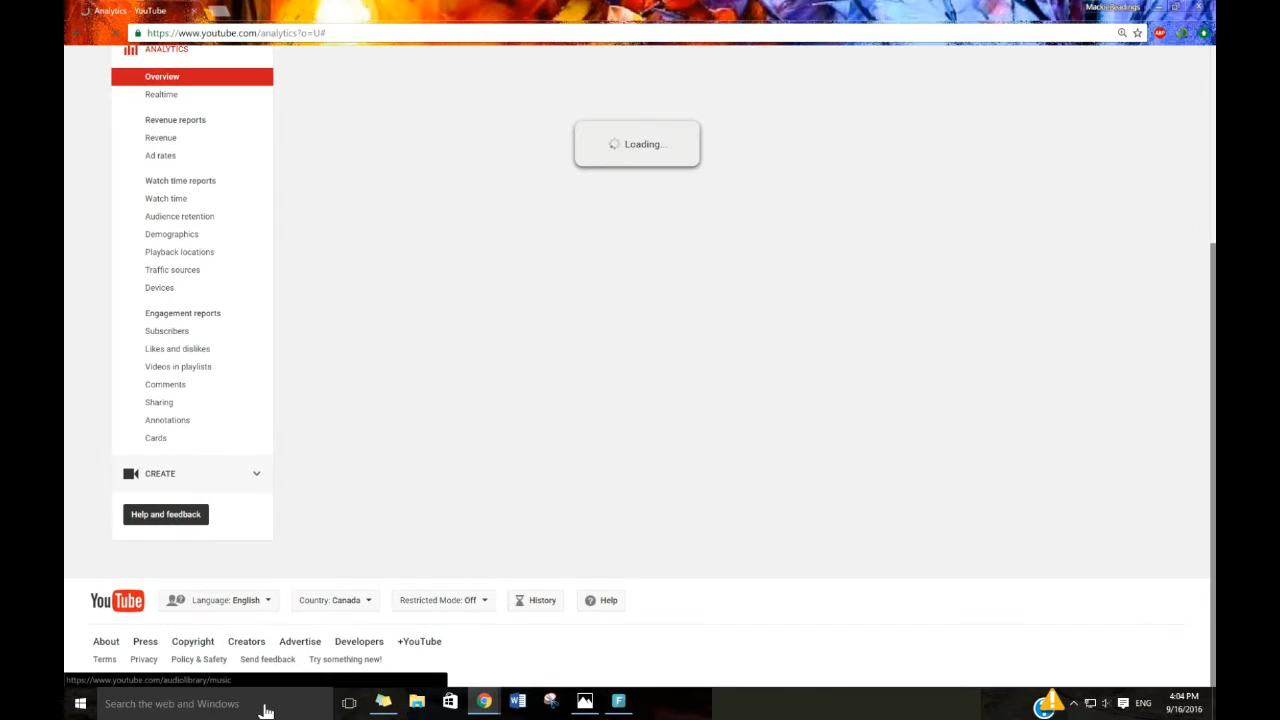 Analytics - YouTube
MackieReadings
https://www.youtube.com/analytics?o=U#
ABP
ANALYTICS
Overview
Realtime
Revenue reports
Revenue
Ad rates
Watch time reports
Watch time
Audience retention
Demographics
Playback locations
Traffic sources
Devices
Engagement reports
Subscribers
Likes and dislikes
Videos in playlists
Comments
Sharing
Annotations
Cards
CREATE
Help and feedback
Loading...
YouTube Language: English Country: Canada Restricted Mode: Off History Help
About Press Copyright Creators Advertise Developers +YouTube
Terms Privacy Policy & Safety Send feedback Try something new!
https://www.youtube.com/audiolibrary/music
Search the web and Windows
ENG
4:04 PM
9/16/2016